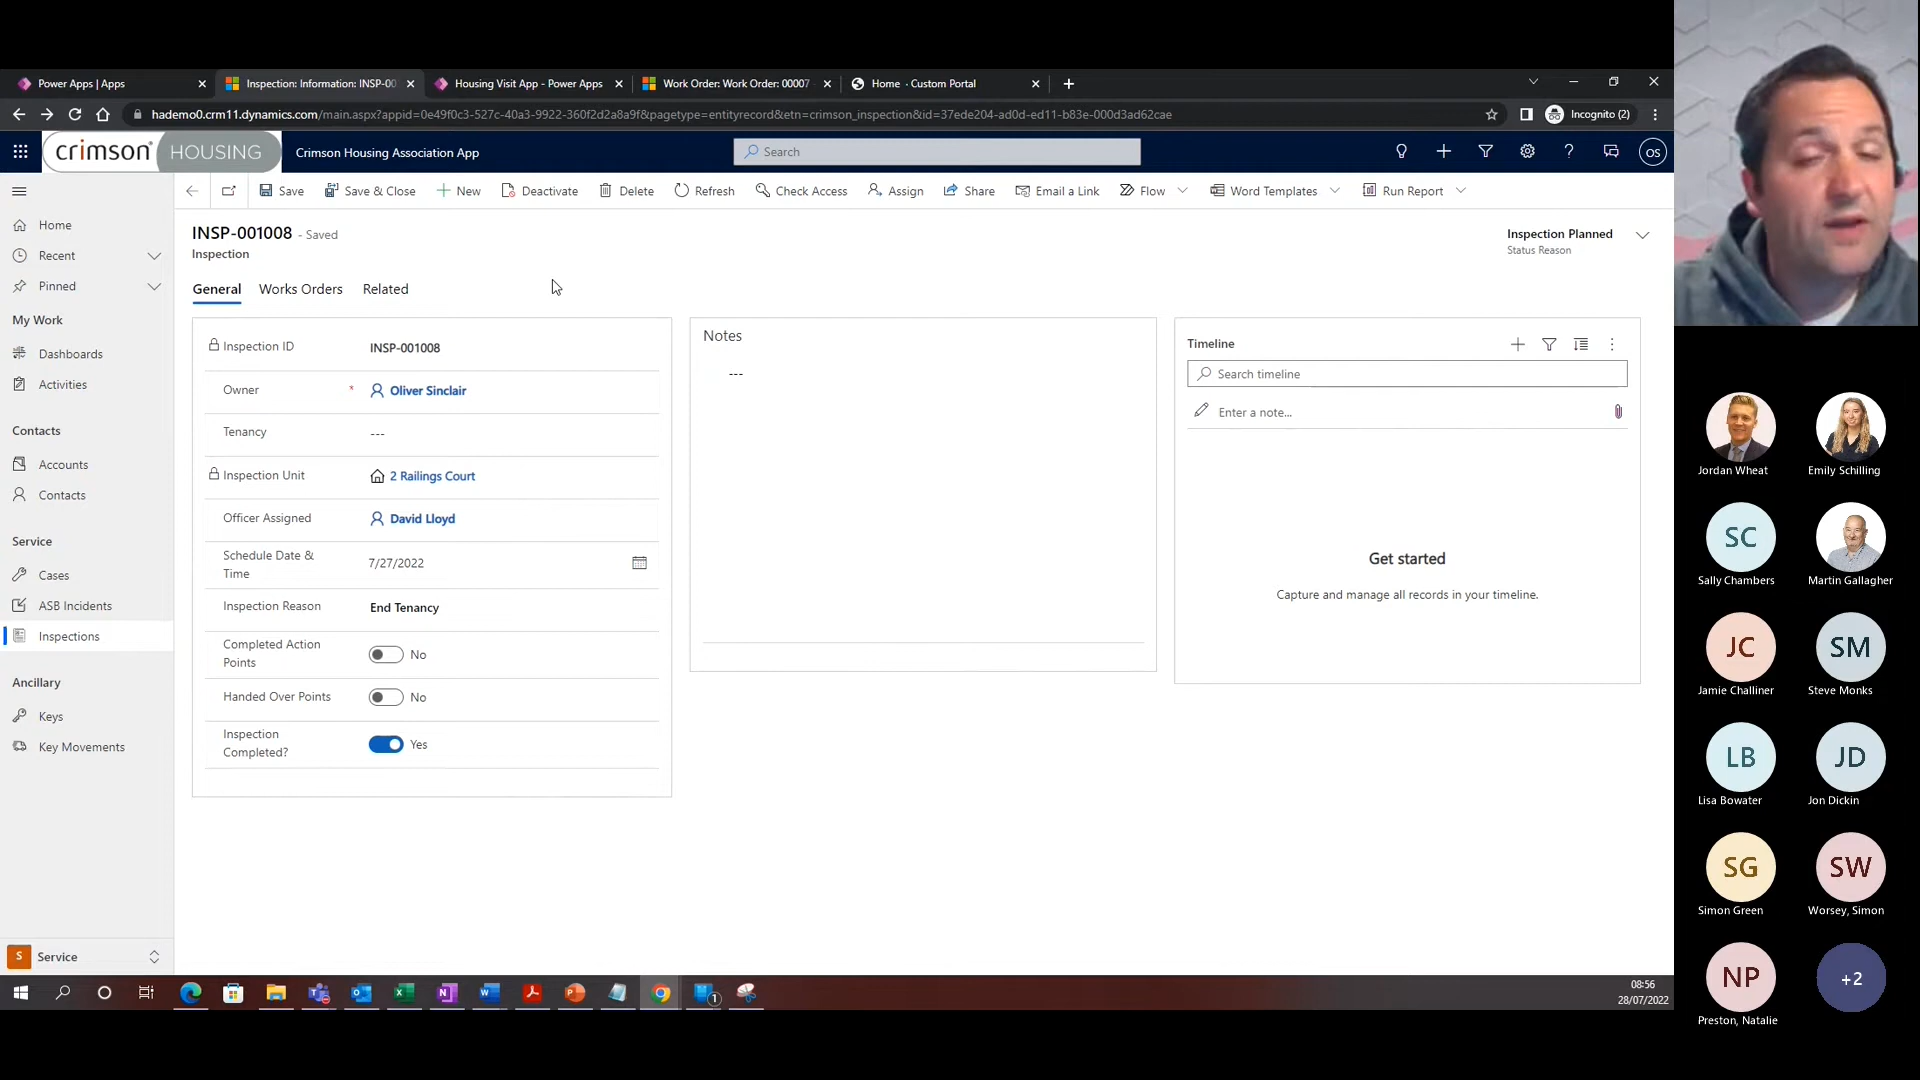 Power Apps | Apps
Inspection: Information: INSP-00
Housing Visit App - Power Apps
Work Order: Work Order: 00007
Home · Custom Portal
hademo0.crm11.dynamics.com/main.aspx?appid=0e49f0c3-527c-40a3-9922-360f2d2a8a9f&pagetype=entityrecord&etn=crimson_inspection&id=37ede204-ad0d-ed11-b83e-000d3ad62cae
Incognito (2)
crimson HOUSING
Crimson Housing Association App
Search
OS
Save
Save & Close
New
Deactivate
Delete
Refresh
Check Access
Assign
Share
Email a Link
Flow
Word Templates
Run Report
Home
Recent
Pinned
My Work
Dashboards
Activities
Contacts
Accounts
Contacts
Service
Cases
ASB Incidents
Inspections
Ancillary
Keys
Key Movements
S Service
INSP-001008 - Saved
Inspection
Inspection Planned
Status Reason
General
Works Orders
Related
Inspection ID
INSP-001008
Owner * Oliver Sinclair
Tenancy ---
Inspection Unit 2 Railings Court
Officer Assigned David Lloyd
Schedule Date &
Time
7/27/2022
Inspection Reason End Tenancy
Completed Action
Points
No
Handed Over Points No
Inspection
Completed?
Yes
Notes
---
Timeline
Search timeline
Enter a note...
Get started
Capture and manage all records in your timeline.
1
08:56
28/07/2022
Jordan Wheat
Emily Schilling
SC
Sally Chambers
Martin Gallagher
JC
Jamie Challiner
SM
Steve Monks
LB
Lisa Bowater
JD
Jon Dickin
SG
Simon Green
SW
Worsey, Simon
NP
Preston, Natalie
+2